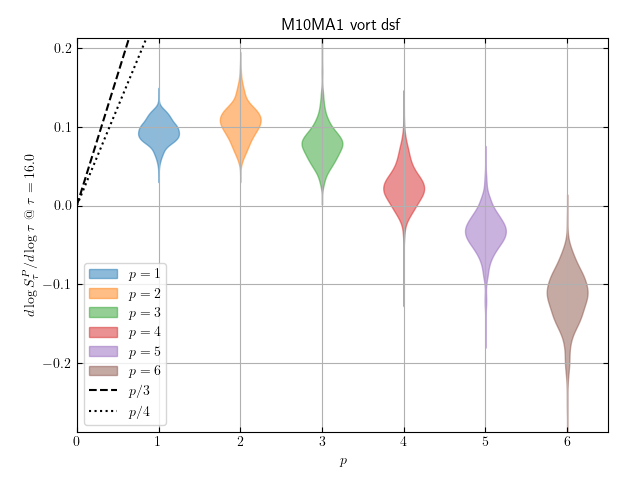 M10MA1 vort dsf
d log S_τ^P / d log τ @ τ = 16.0
0.2
0.1
0.0
−0.1
−0.2
p = 1
p = 2
p = 3
p = 4
p = 5
p = 6
p/3
p/4
0 1 2 3 4 5 6
p